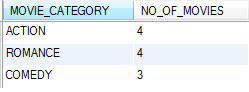 MOVIE_CATEGORY NO_OF_MOVIES
ACTION 4
ROMANCE 4
COMEDY 3